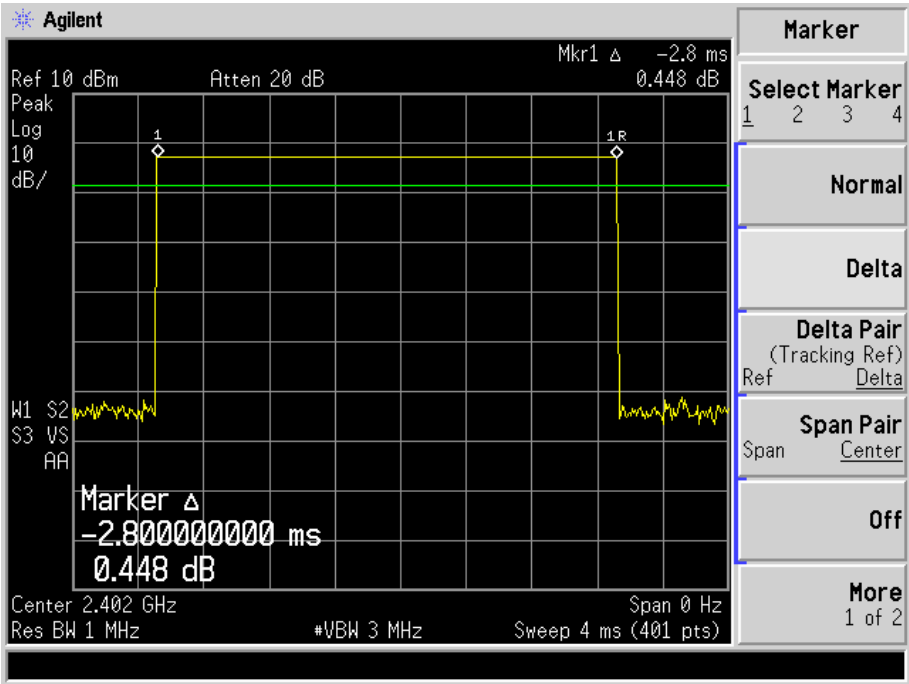 Agilent
Mkr1 Δ -2.8 ms
Ref 10 dBm Atten 20 dB 0.448 dB
Peak
Log
10
dB/
1
1R
W1 S2
S3 VS
AA
Marker Δ
-2.800000000 ms
0.448 dB
Center 2.402 GHz Span 0 Hz
Res BW 1 MHz #VBW 3 MHz Sweep 4 ms (401 pts)
Marker
Select Marker
1 2 3 4
Normal
Delta
Delta Pair
(Tracking Ref)
Ref Delta
Span Pair
Span Center
Off
More
1 of 2